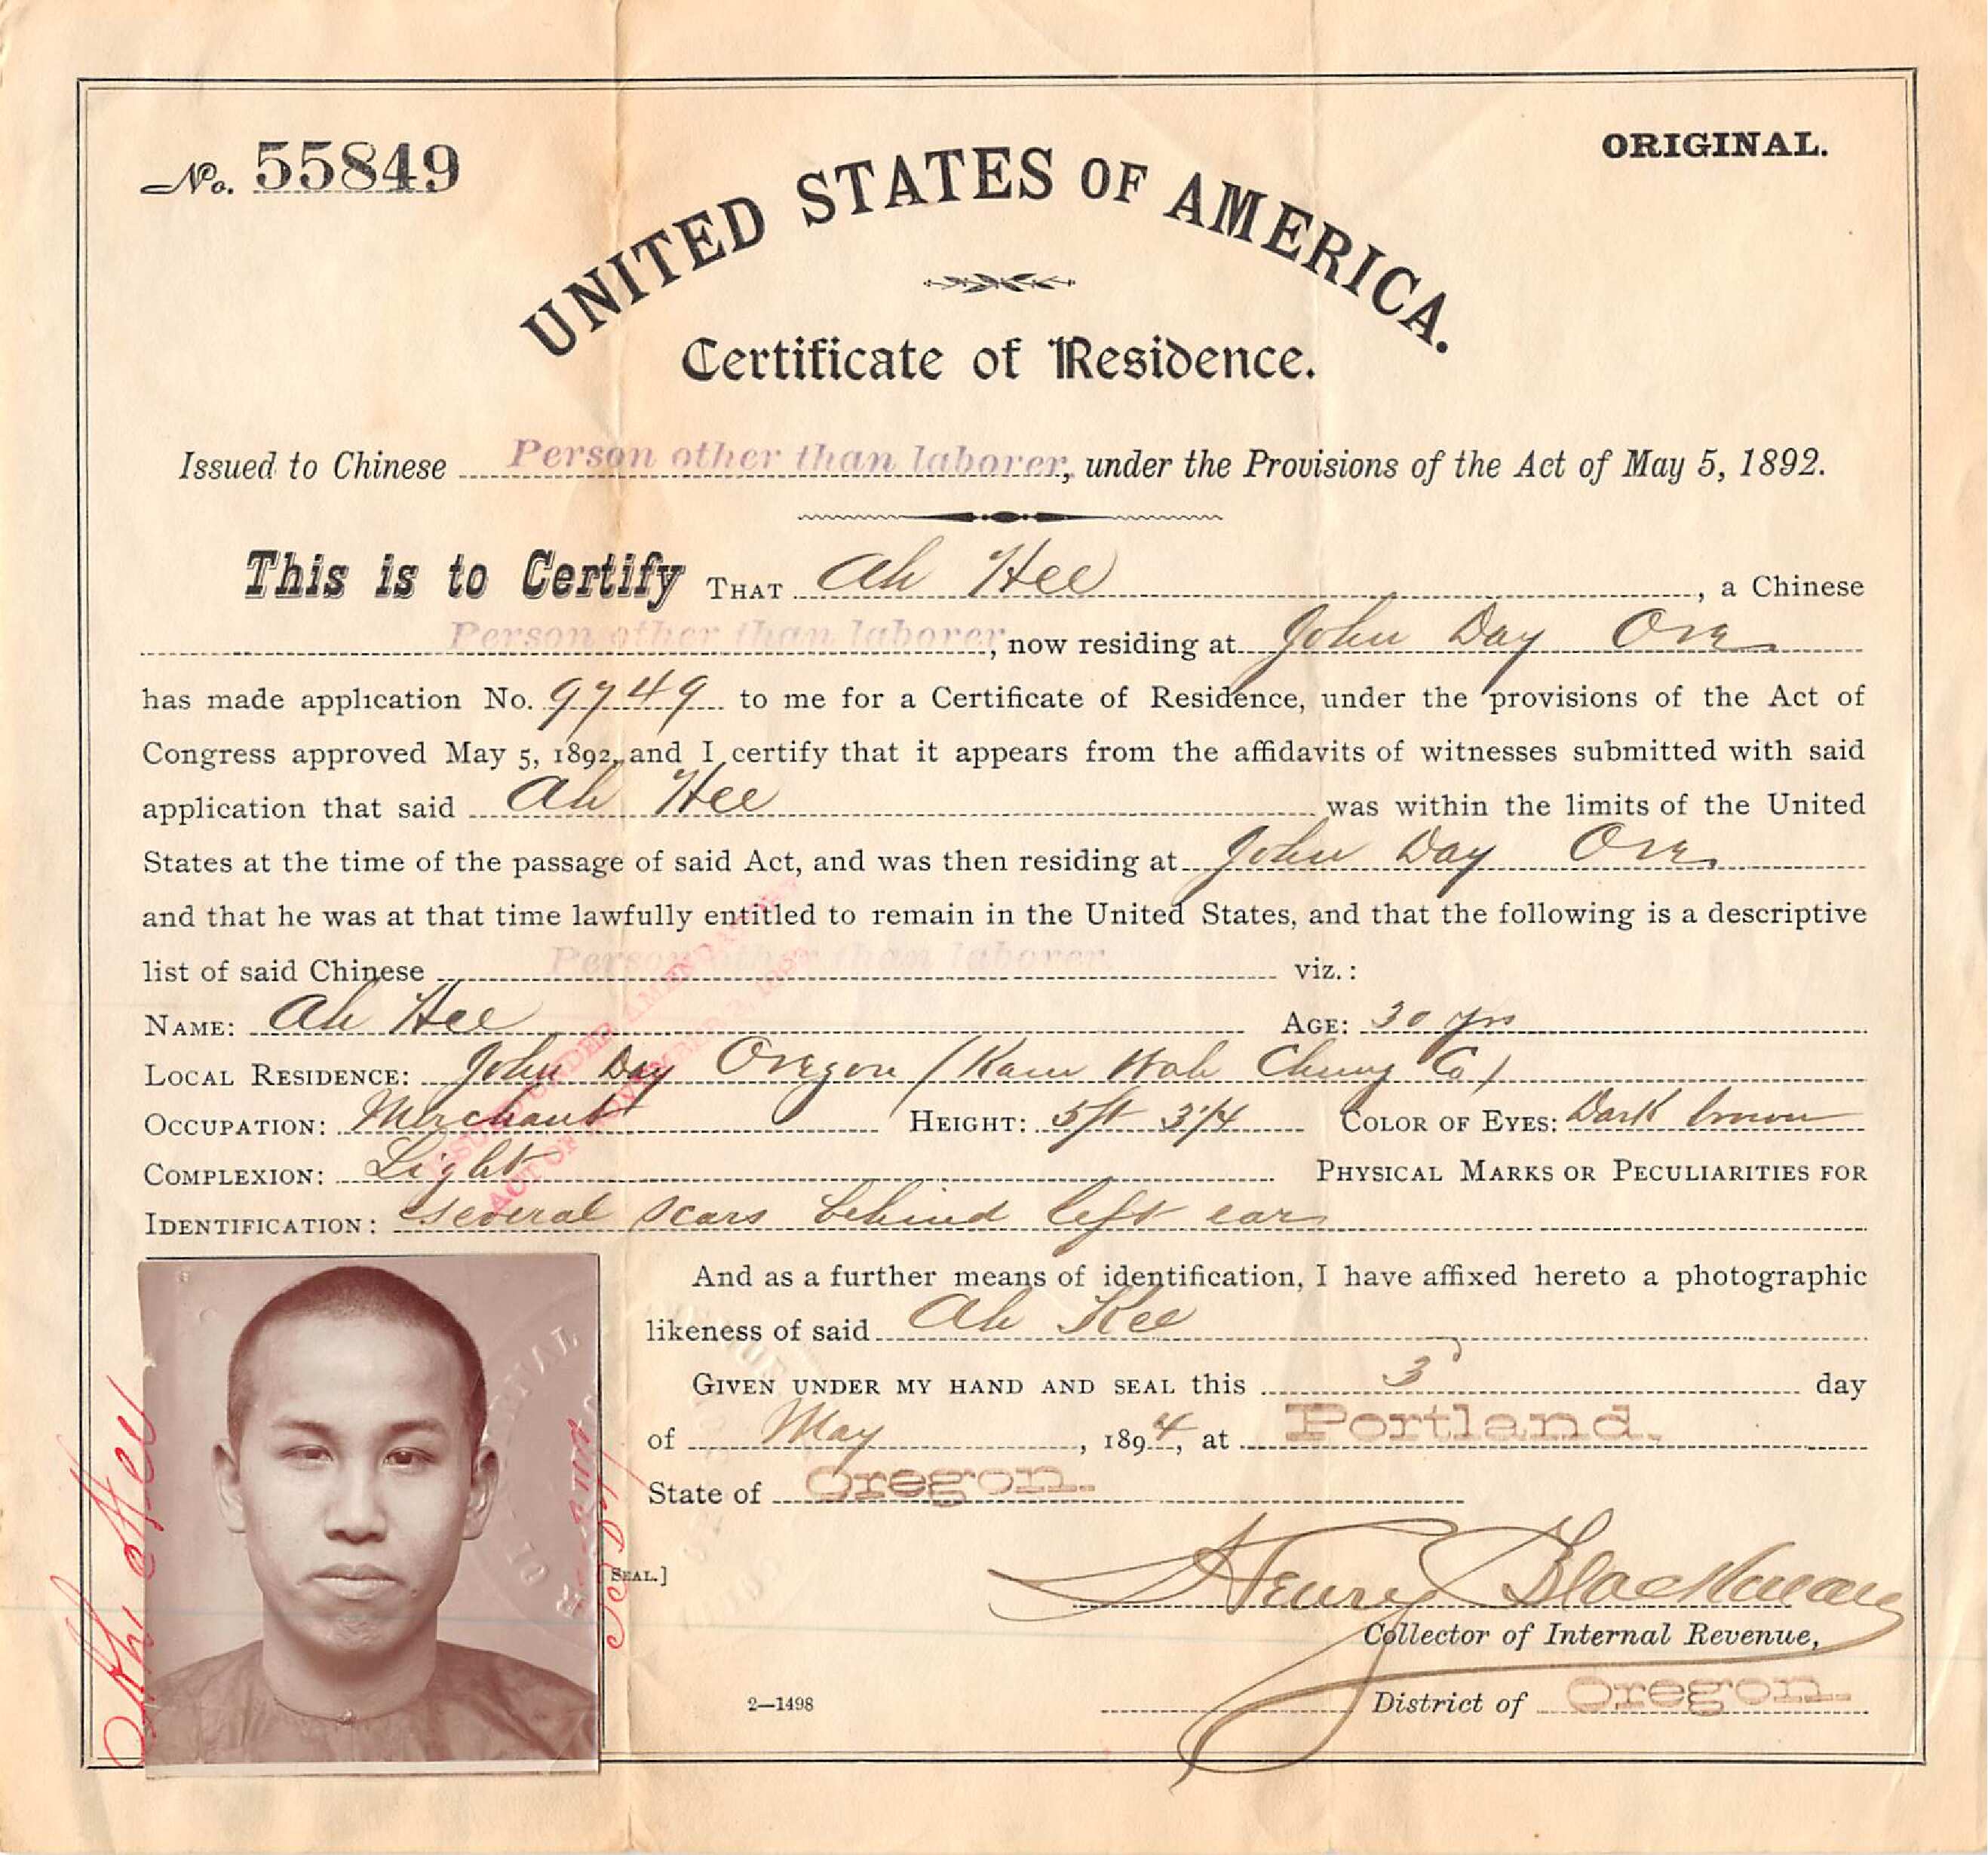 No. 55849
ORIGINAL.
UNITED STATES OF AMERICA.
Certificate of Residence.
Issued to Chinese Person other than laborer, under the Provisions of the Act of May 5, 1892.
This is to Certify THAT Ah Hee, a Chinese
Person other than laborer, now residing at John Day Ore
has made application No. 9749 to me for a Certificate of Residence, under the provisions of the Act of
Congress approved May 5, 1892, and I certify that it appears from the affidavits of witnesses submitted with said
application that said Ah Hee was within the limits of the United
States at the time of the passage of said Act, and was then residing at John Day Ore
and that he was at that time lawfully entitled to remain in the United States, and that the following is a descriptive
list of said Chinese Person other than laborer viz.:
NAME: Ah Hee AGE: 30 yrs
LOCAL RESIDENCE: John Day Oregon (Kam Wah Chung Co)
OCCUPATION: Merchant HEIGHT: 5ft 3 1/4 COLOR OF EYES: Dark brown
COMPLEXION: Light PHYSICAL MARKS OR PECULIARITIES FOR
IDENTIFICATION: several scars behind left ear
ISSUED UNDER AMENDATORY
ACT OF NOVEMBER 3, 1893
And as a further means of identification, I have affixed hereto a photographic
likeness of said Ah Hee
GIVEN UNDER MY HAND AND SEAL this 3 day
of May, 1894, at Portland.
State of Oregon.
[SEAL.]
Henry Blackman
Collector of Internal Revenue,
District of Oregon.
2—1498
Ah Hee